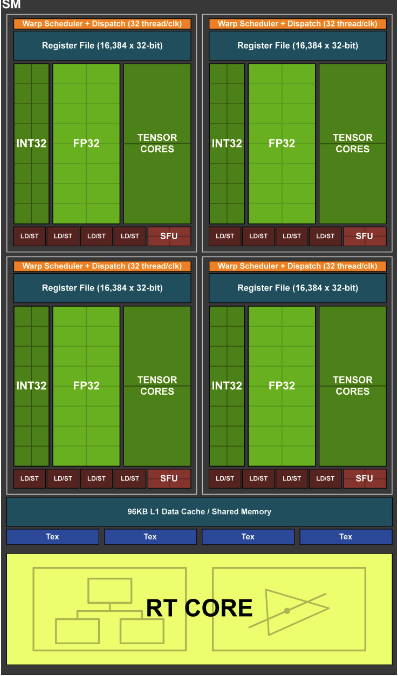 SM
Warp Scheduler + Dispatch (32 thread/clk)
Register File (16,384 x 32-bit)
INT32
FP32
TENSOR
CORES
LD/ST
LD/ST
LD/ST
LD/ST
SFU
Warp Scheduler + Dispatch (32 thread/clk)
Register File (16,384 x 32-bit)
INT32
FP32
TENSOR
CORES
LD/ST
LD/ST
LD/ST
LD/ST
SFU
Warp Scheduler + Dispatch (32 thread/clk)
Register File (16,384 x 32-bit)
INT32
FP32
TENSOR
CORES
LD/ST
LD/ST
LD/ST
LD/ST
SFU
Warp Scheduler + Dispatch (32 thread/clk)
Register File (16,384 x 32-bit)
INT32
FP32
TENSOR
CORES
LD/ST
LD/ST
LD/ST
LD/ST
SFU
96KB L1 Data Cache / Shared Memory
Tex
Tex
Tex
Tex
RT CORE